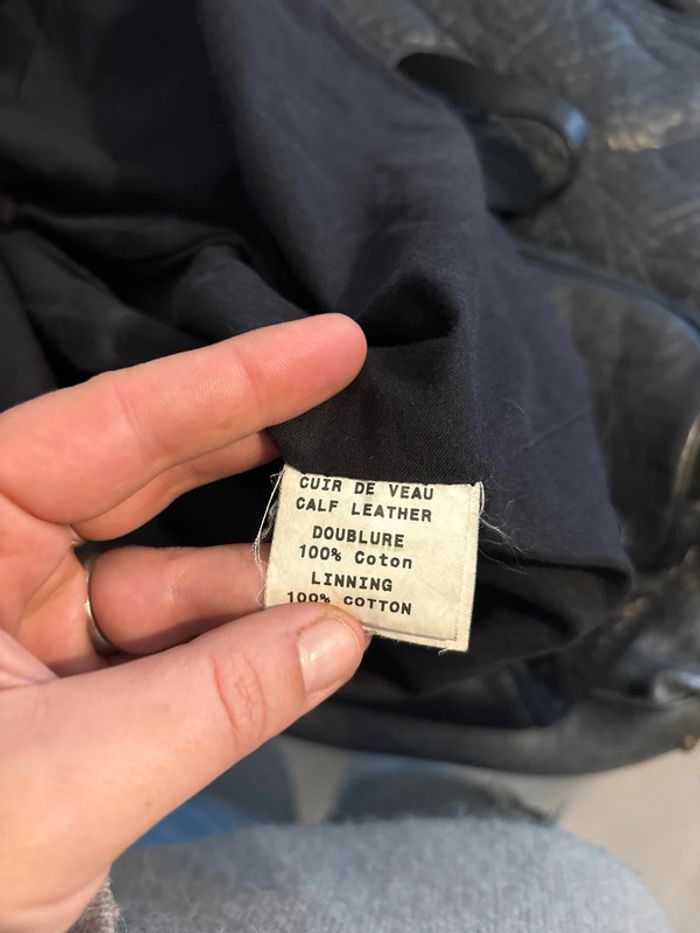 CUIR DE VEAU
CALF LEATHER
DOUBLURE
100% Coton
LINNING
100% COTTON